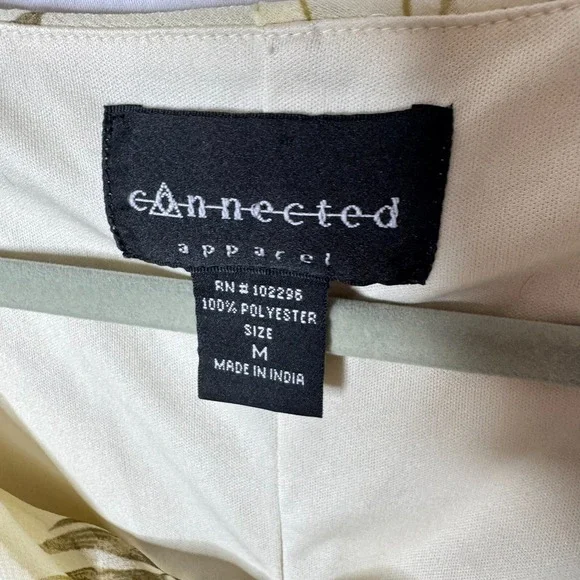 connected
apparel
RN # 102296
100% POLYESTER
SIZE
M
MADE IN INDIA